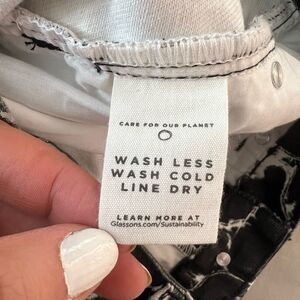 CARE FOR OUR PLANET
WASH LESS
WASH COLD
LINE DRY
LEARN MORE AT
Glassons.com/Sustainability